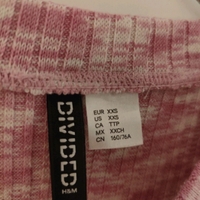 DIVIDED
H&M
EUR XXS
US XXS
CA TTP
MX XXCH
CN 160/76A